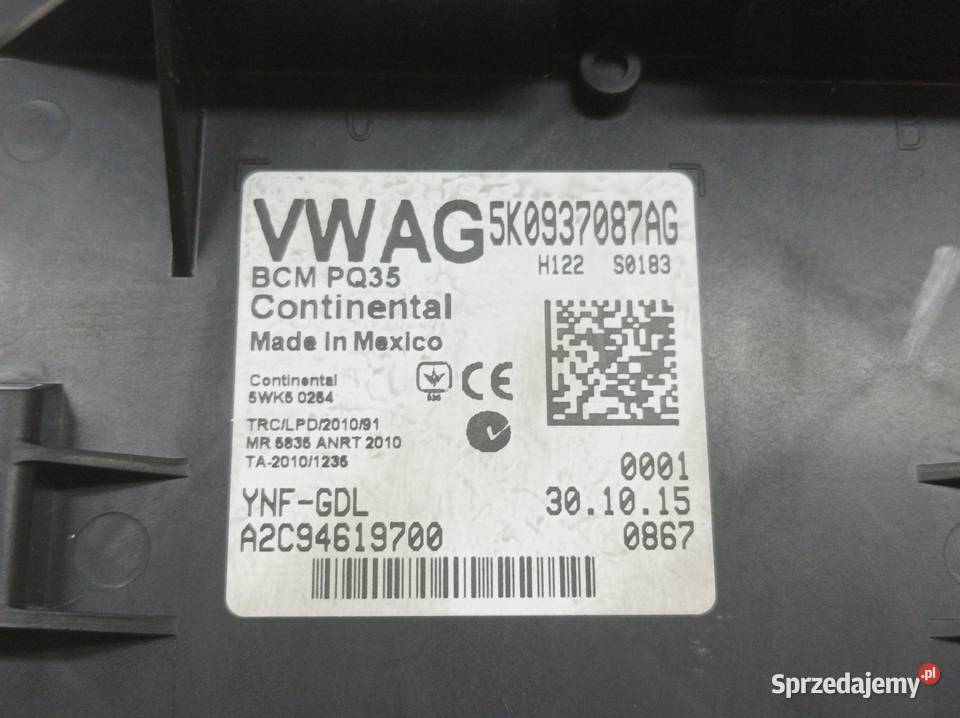 C
B
VWAG 5K0937087AG
H122 S0183
BCM PQ35
Continental
Made in Mexico
Continental
5WK5 0254
TRC/LPD/2010/91
MR 5835 ANRT 2010
TA-2010/1235
0001
YNF-GDL 30.10.15
A2C94619700 0867
Sprzedajemy.pl